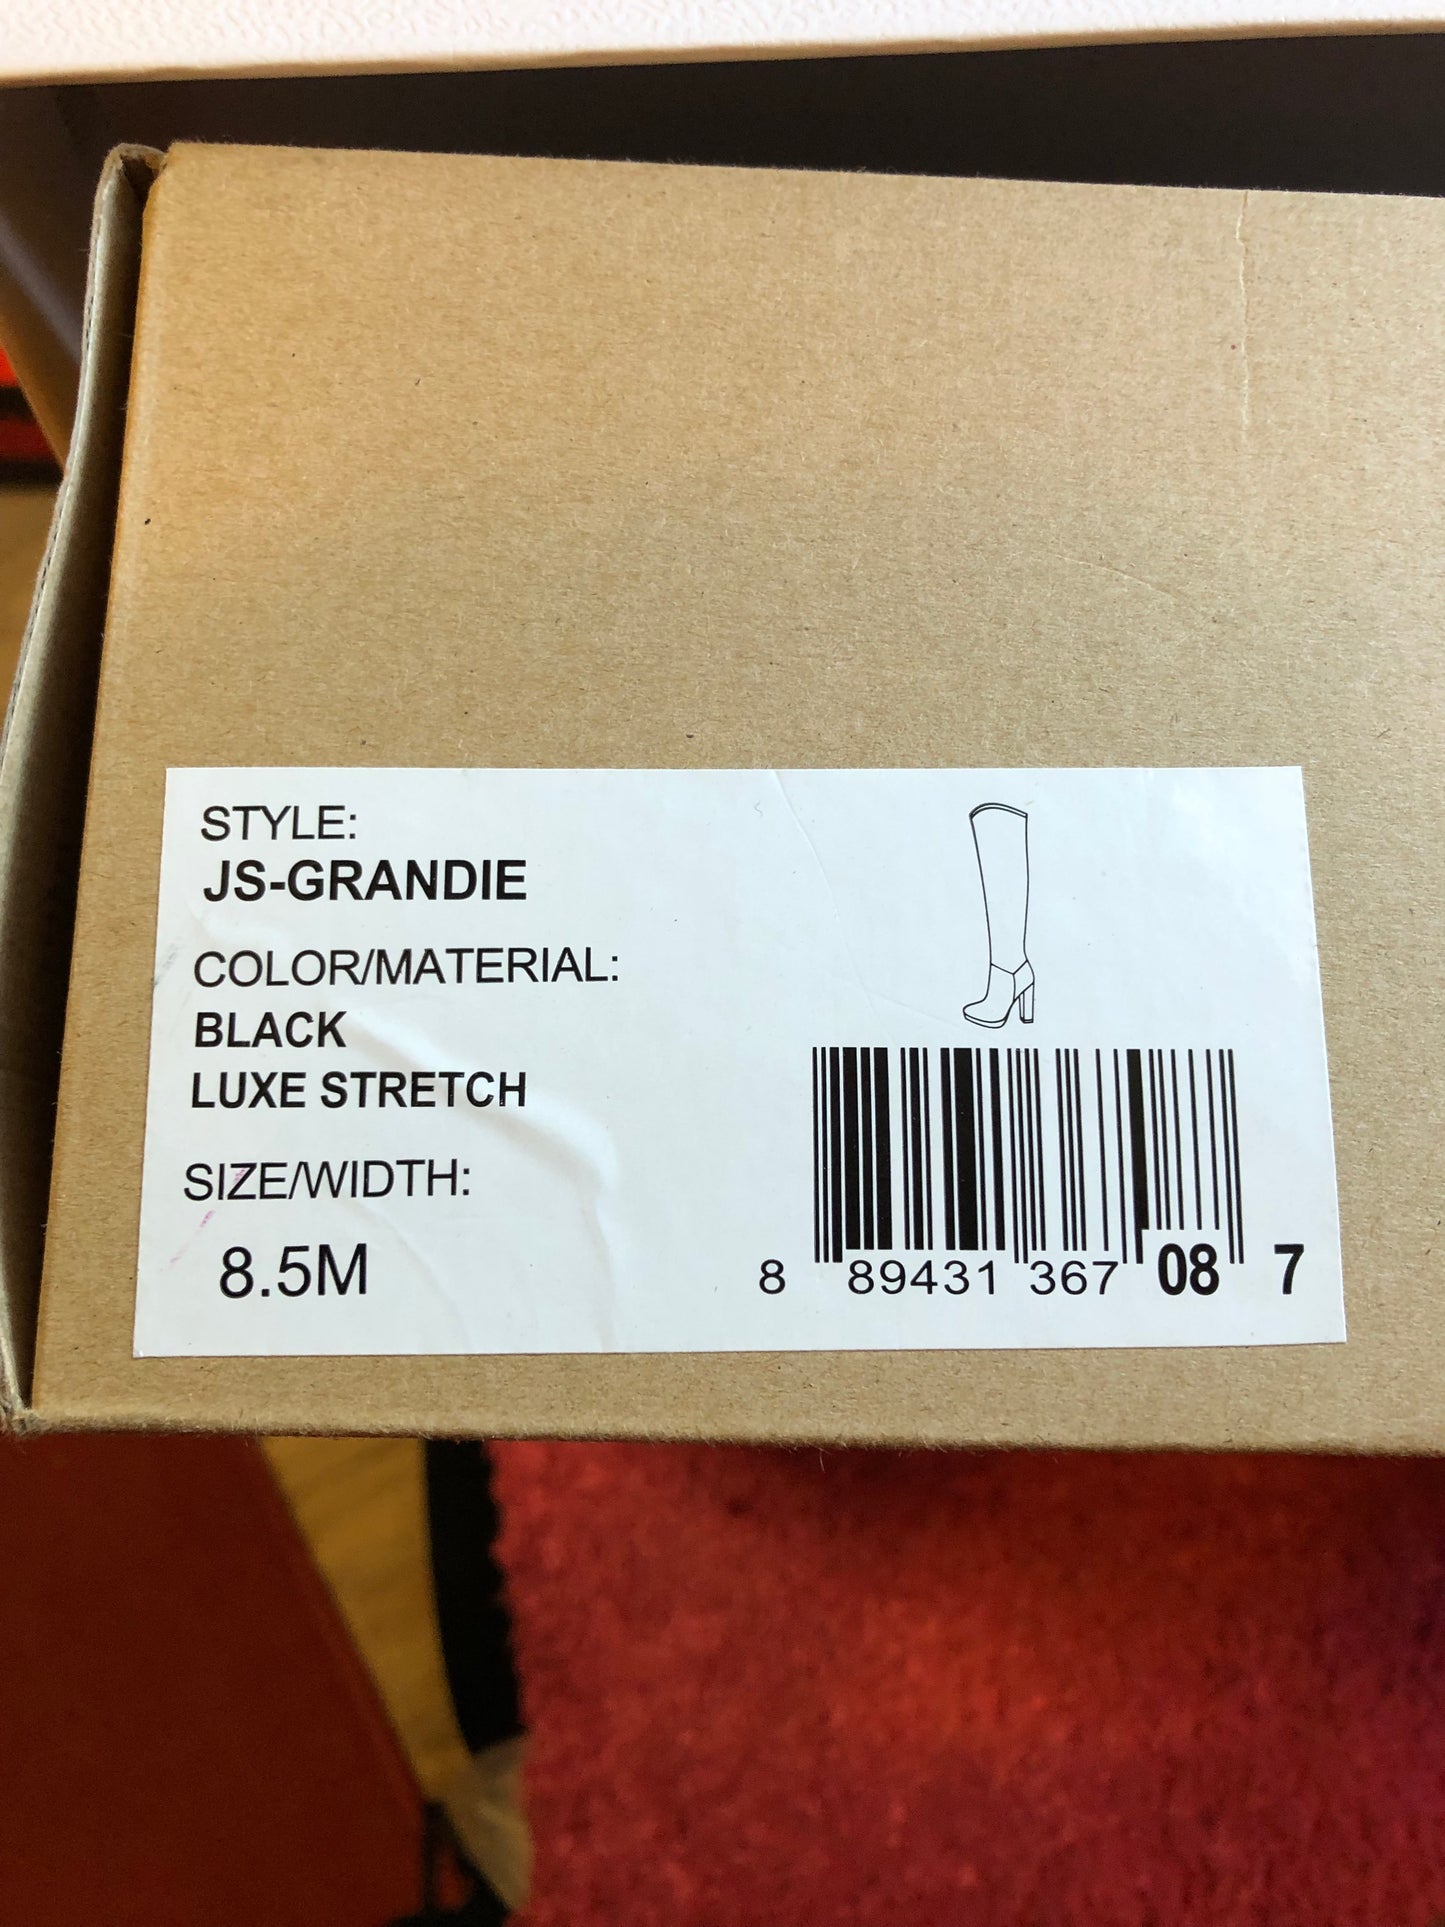 STYLE:
JS-GRANDIE
COLOR/MATERIAL:
BLACK
LUXE STRETCH
SIZE/WIDTH:
8.5M
8 89431 367 08 7